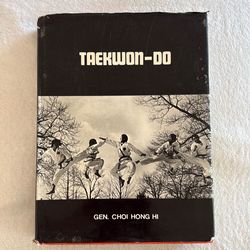 TAEKWON-DO
GEN. CHOI HONG HI